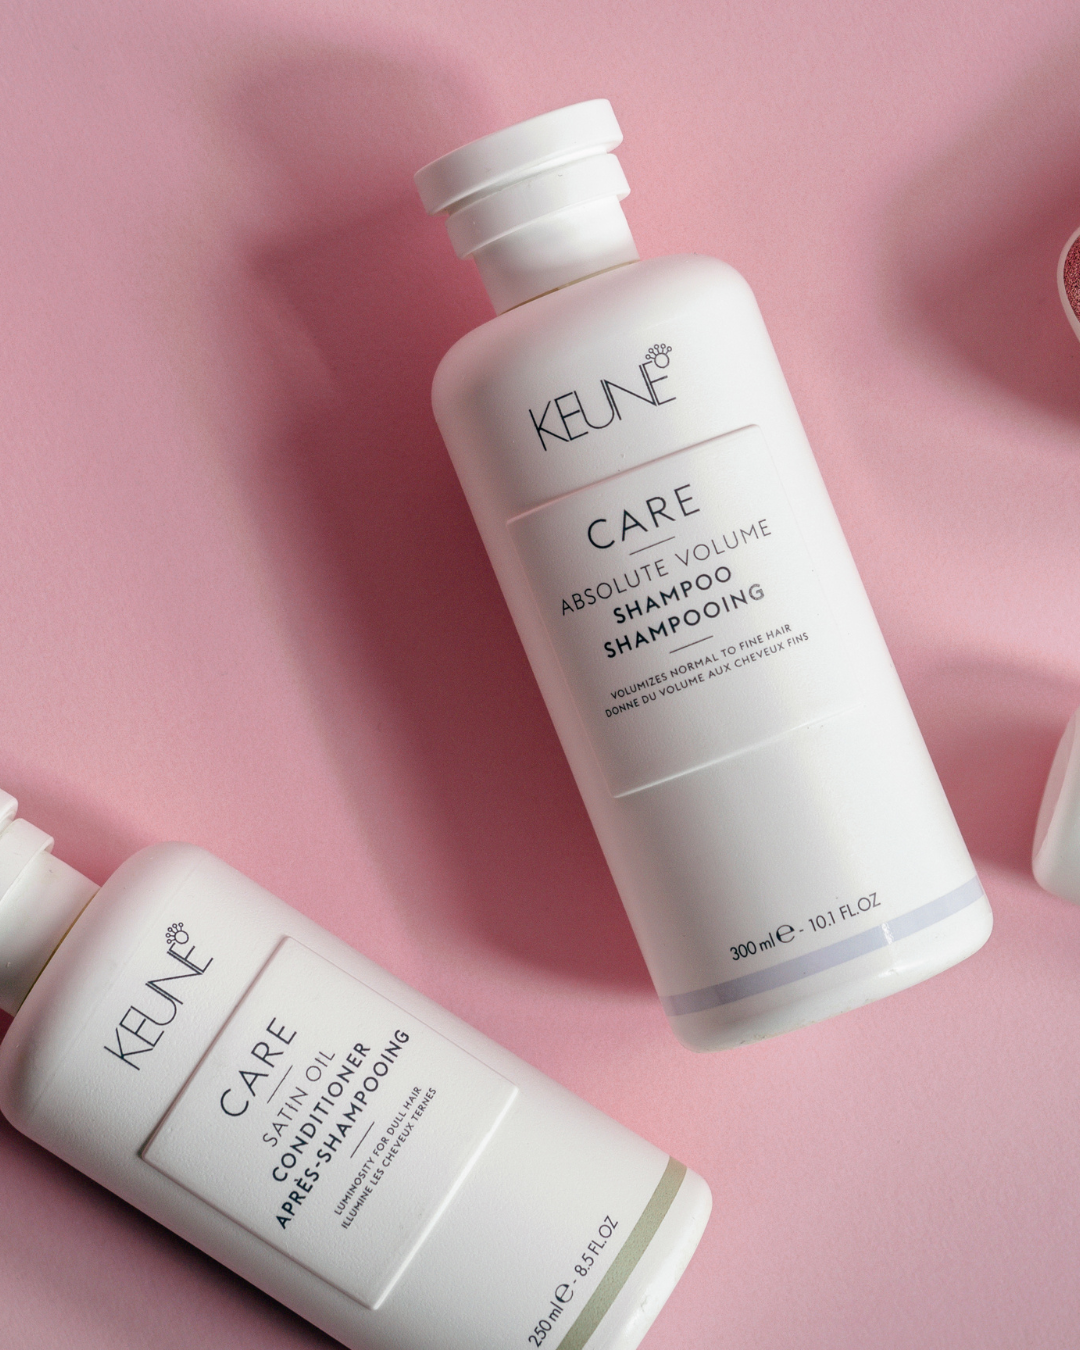 KEUNE
CARE
ABSOLUTE VOLUME
SHAMPOO
SHAMPOOING
VOLUMIZES NORMAL TO FINE HAIR
DONNE DU VOLUME AUX CHEVEUX FINS
300 ml ℮ - 10.1 FL.OZ
KEUNE
CARE
SATIN OIL
CONDITIONER
APRÈS-SHAMPOOING
LUMINOSITY FOR DULL HAIR
ILLUMINE LES CHEVEUX TERNES
250 ml ℮ - 8.5 FL.OZ